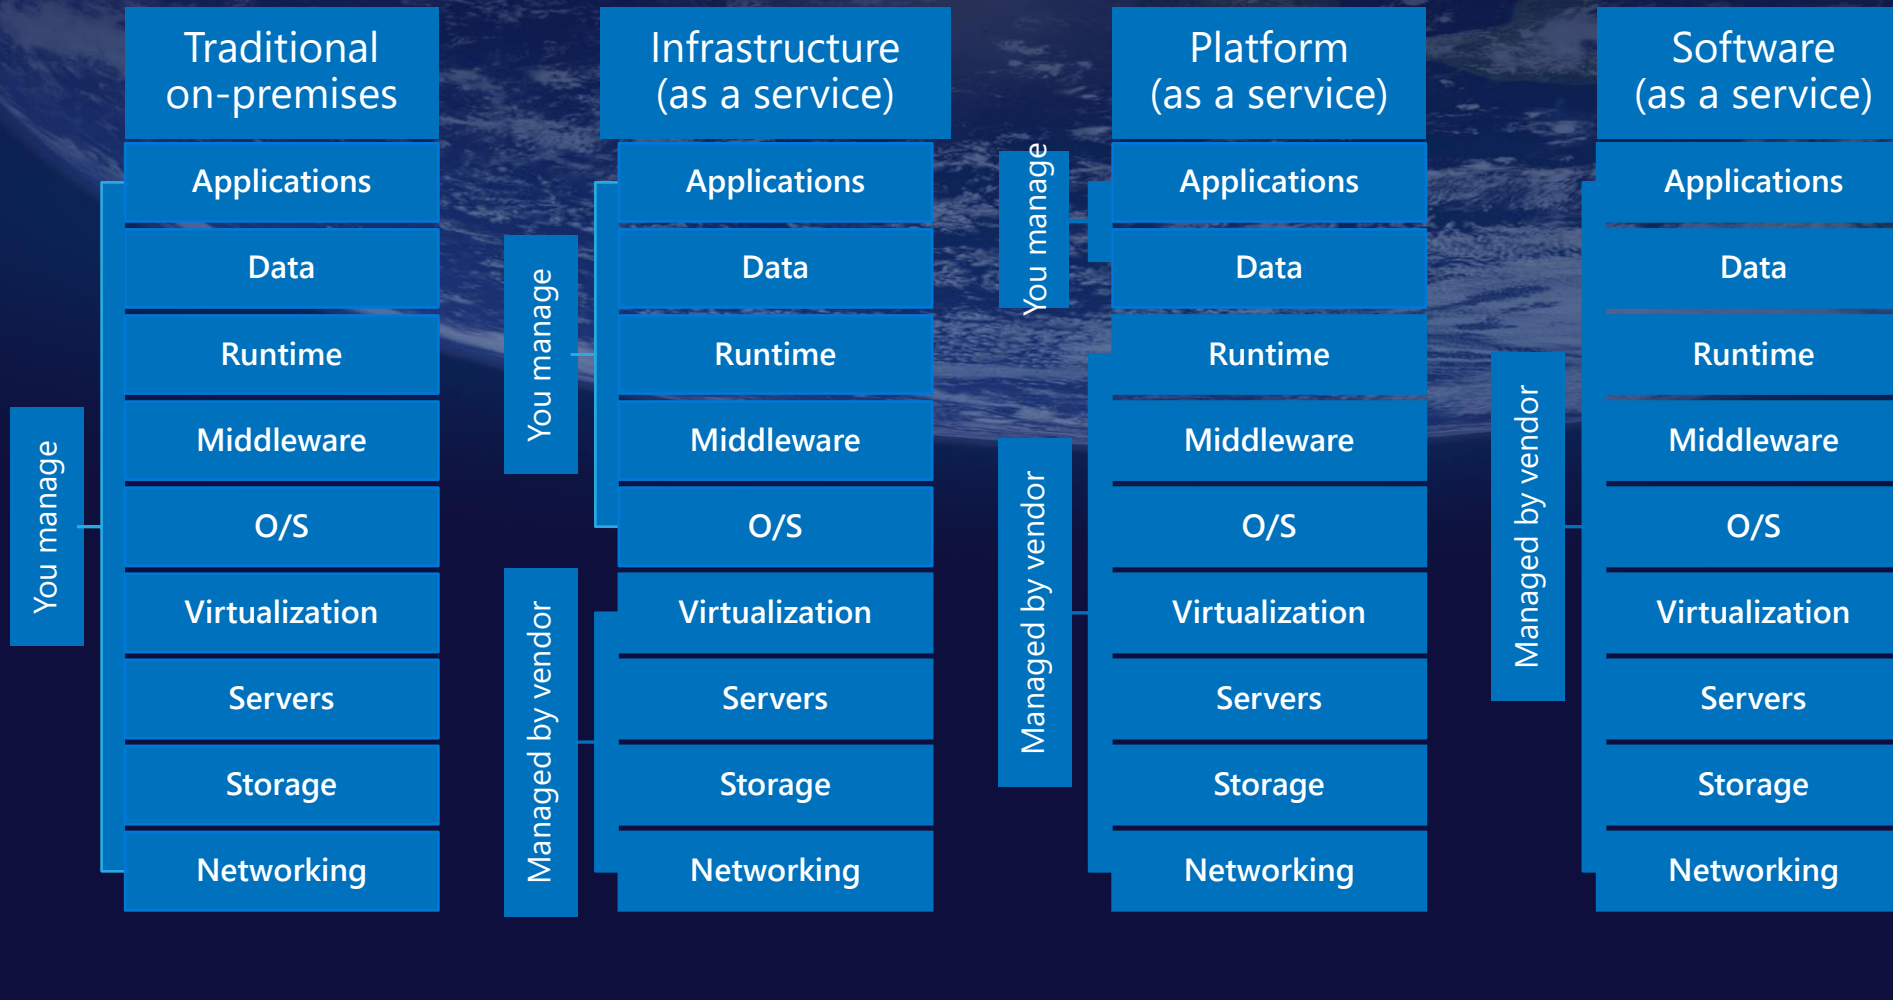 Traditional
on-premises
You manage
Applications
Data
Runtime
Middleware
O/S
Virtualization
Servers
Storage
Networking
Infrastructure
(as a service)
You manage
Managed by vendor
Applications
Data
Runtime
Middleware
O/S
Virtualization
Servers
Storage
Networking
Platform
(as a service)
You manage
Managed by vendor
Applications
Data
Runtime
Middleware
O/S
Virtualization
Servers
Storage
Networking
Software
(as a service)
Managed by vendor
Applications
Data
Runtime
Middleware
O/S
Virtualization
Servers
Storage
Networking